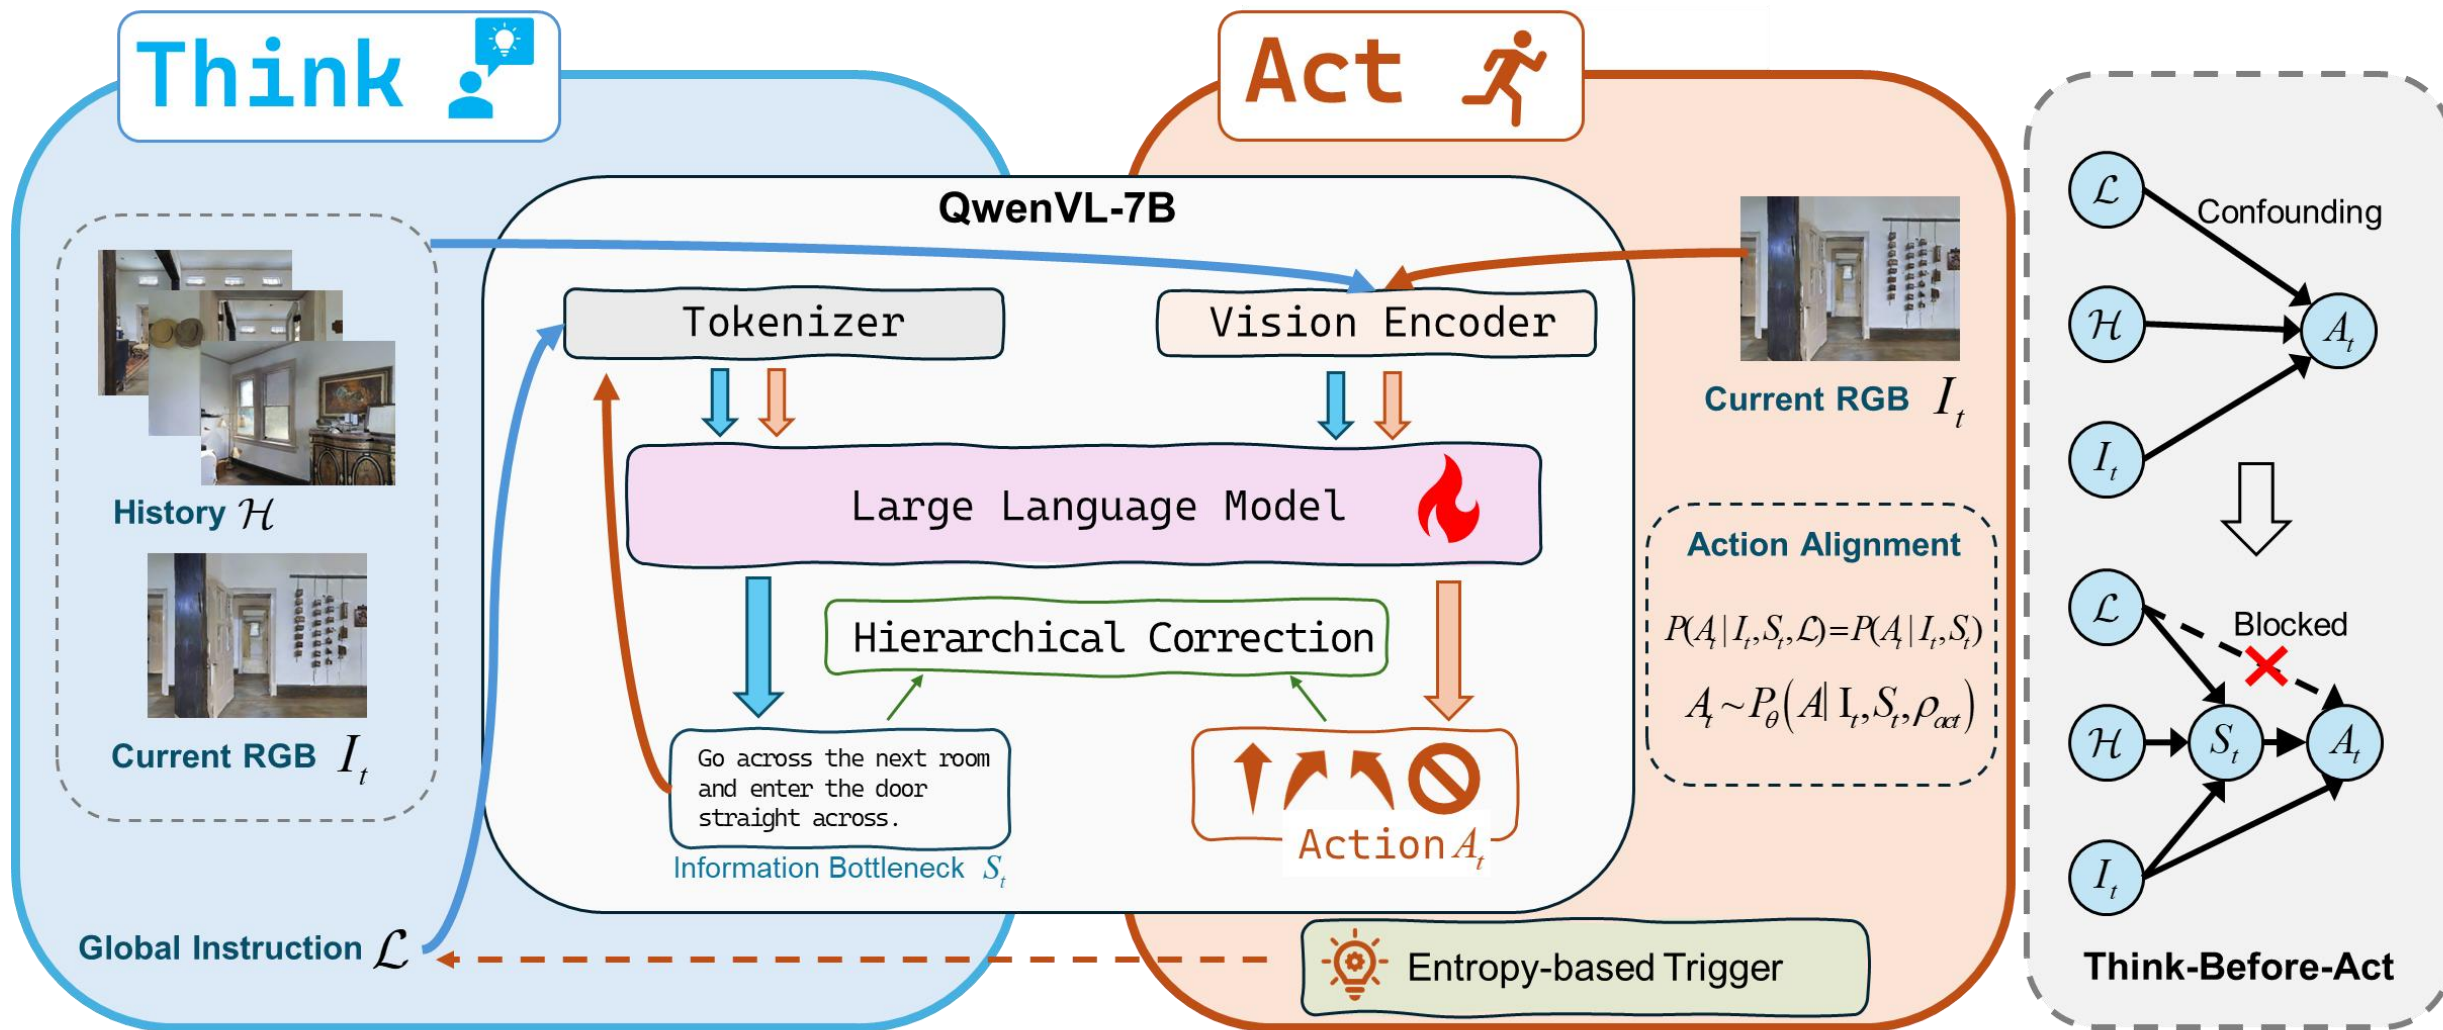 Think
Act
QwenVL-7B
Tokenizer
Vision Encoder
Large Language Model
Hierarchical Correction
History ℋ
Current RGB I_t
Global Instruction ℒ
Go across the next room
and enter the door
straight across.
Information Bottleneck S_t
Action A_t
Current RGB I_t
Action Alignment
P(A_t | I_t, S_t, ℒ)=P(A_t | I_t, S_t)
A_t ~ P_θ(A | I_t, S_t, ρ_act)
Entropy-based Trigger
ℒ
Confounding
ℋ
A_t
I_t
ℒ
Blocked
ℋ
S_t
A_t
I_t
Think-Before-Act